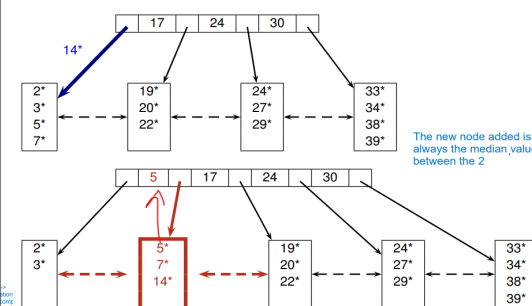 17 24 30
14*
2* 19* 24* 33*
3* 20* 27* 34*
5* 22* 29* 38*
7* 39*
The new node added is
always the median value
between the 2
5 17 24 30
2* 5* 19* 24* 33*
3* 7* 20* 27* 34*
14* 22* 29* 38*
39*